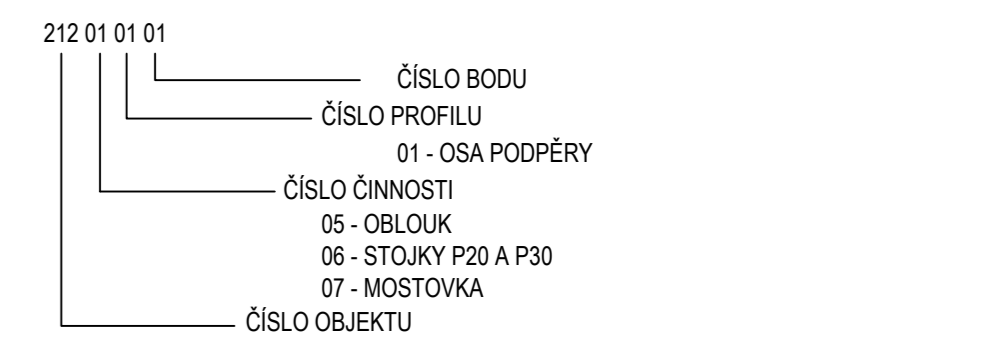 212 01 01 01
ČÍSLO BODU
ČÍSLO PROFILU
01 - OSA PODPĚRY
ČÍSLO ČINNOSTI
05 - OBLOUK
06 - STOJKY P20 A P30
07 - MOSTOVKA
ČÍSLO OBJEKTU